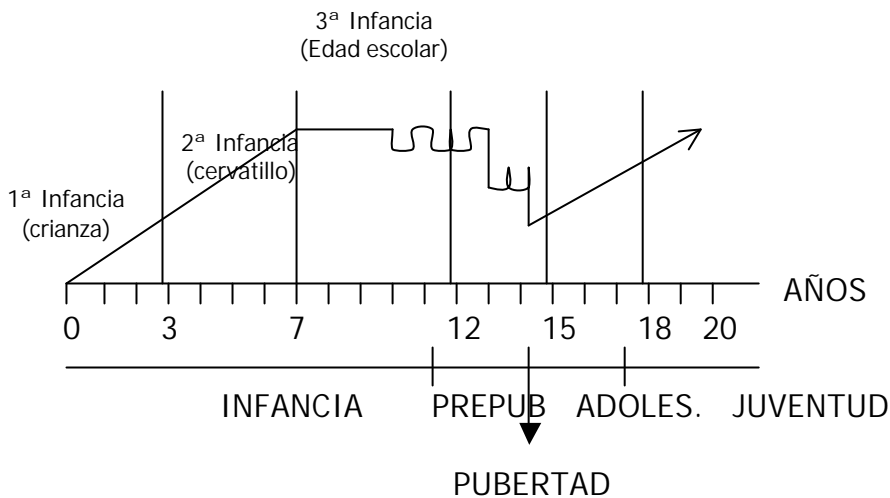 3ª Infancia
(Edad escolar)
2ª Infancia
(cervatillo)
1ª Infancia
(crianza)
AÑOS
0 3 7 12 15 18 20
INFANCIA PREPUB ADOLES. JUVENTUD
PUBERTAD